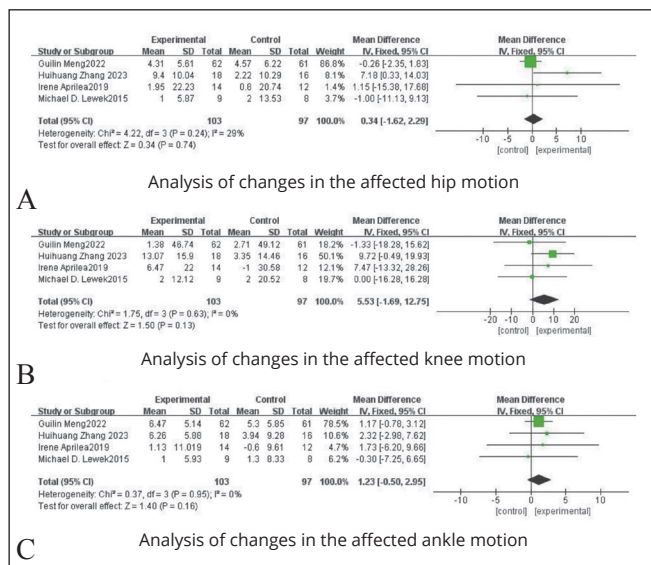 Experimental Control Mean Difference Mean Difference
Study or Subgroup Mean SD Total Mean SD Total Weight IV, Fixed, 95% CI IV, Fixed, 95% CI
Guilin Meng2022 4.31 5.61 62 4.57 6.22 61 86.8% -0.26 [-2.35, 1.83]
Huihuang Zhang 2023 9.4 10.04 18 2.22 10.29 16 8.1% 7.18 [0.33, 14.03]
Irene Aprilea2019 1.95 22.23 14 0.8 20.74 12 1.4% 1.15 [-15.38, 17.68]
Michael D. Lewek2015 1 5.87 9 2 13.53 8 3.7% -1.00 [-11.13, 9.13]
Total (95% CI) 103 97 100.0% 0.34 [-1.62, 2.29]
Heterogeneity: Chi² = 4.22, df = 3 (P = 0.24); I² = 29%
Test for overall effect: Z = 0.34 (P = 0.74)
-10 -5 0 5 10
[control] [experimental]
A
Analysis of changes in the affected hip motion
Experimental Control Mean Difference Mean Difference
Study or Subgroup Mean SD Total Mean SD Total Weight IV, Fixed, 95% CI IV, Fixed, 95% CI
Guilin Meng2022 1.38 46.74 62 2.71 49.12 61 18.2% -1.33 [-18.28, 15.62]
Huihuang Zhang 2023 13.07 15.9 18 3.35 14.46 16 50.0% 9.72 [-0.49, 19.93]
Irene Aprilea2019 6.47 22 14 -1 30.58 12 12.1% 7.47 [-13.32, 28.26]
Michael D. Lewek2015 2 12.12 9 2 20.52 8 19.7% 0.00 [-16.28, 16.28]
Total (95% CI) 103 97 100.0% 5.53 [-1.69, 12.75]
Heterogeneity: Chi² = 1.75, df = 3 (P = 0.63); I² = 0%
Test for overall effect: Z = 1.50 (P = 0.13)
-20 -10 0 10 20
[control] [experimental]
B
Analysis of changes in the affected knee motion
Experimental Control Mean Difference Mean Difference
Study or Subgroup Mean SD Total Mean SD Total Weight IV, Fixed, 95% CI IV, Fixed, 95% CI
Guilin Meng2022 6.47 5.14 62 5.3 5.85 61 78.5% 1.17 [-0.78, 3.12]
Huihuang Zhang 2023 6.26 5.88 18 3.94 9.28 16 10.6% 2.32 [-2.98, 7.62]
Irene Aprilea2019 1.13 11.019 14 -0.6 9.61 12 4.7% 1.73 [-6.20, 9.66]
Michael D. Lewek2015 1 5.93 9 1.3 8.33 8 6.2% -0.30 [-7.25, 6.65]
Total (95% CI) 103 97 100.0% 1.23 [-0.50, 2.95]
Heterogeneity: Chi² = 0.37, df = 3 (P = 0.95); I² = 0%
Test for overall effect: Z = 1.40 (P = 0.16)
-10 -5 0 5 10
[control] [experimental]
C
Analysis of changes in the affected ankle motion